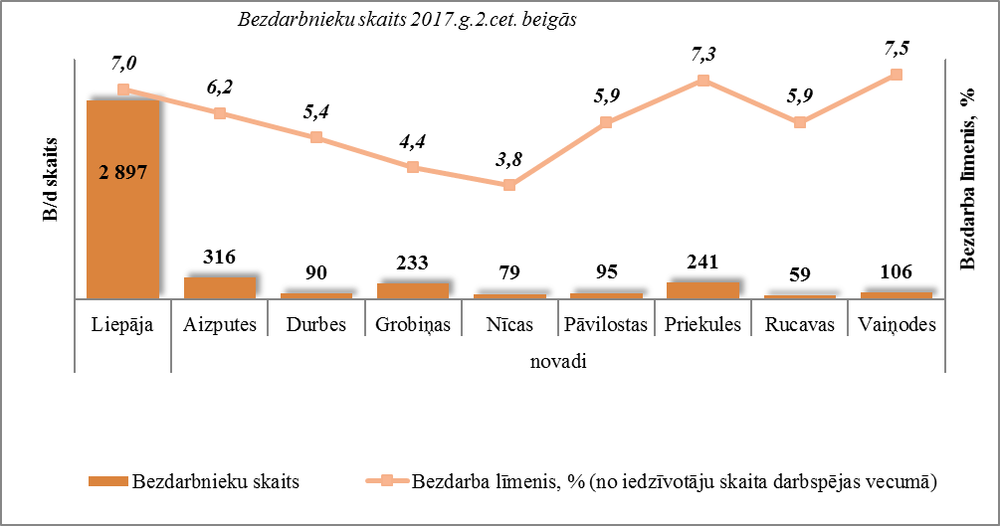 Bezdarbnieku skaits 2017.g.2.cet. beigās
7,0 6,2 5,4 4,4 3,8 5,9 7,3 5,9 7,5
B/d skaits
Bezdarba līmenis, %
2 897 316 90 233 79 95 241 59 106
Liepāja Aizputes Durbes Grobiņas Nīcas Pāvilostas Priekules Rucavas Vaiņodes
novadi
Bezdarbnieku skaits
Bezdarba līmenis, % (no iedzīvotāju skaita darbspējas vecumā)